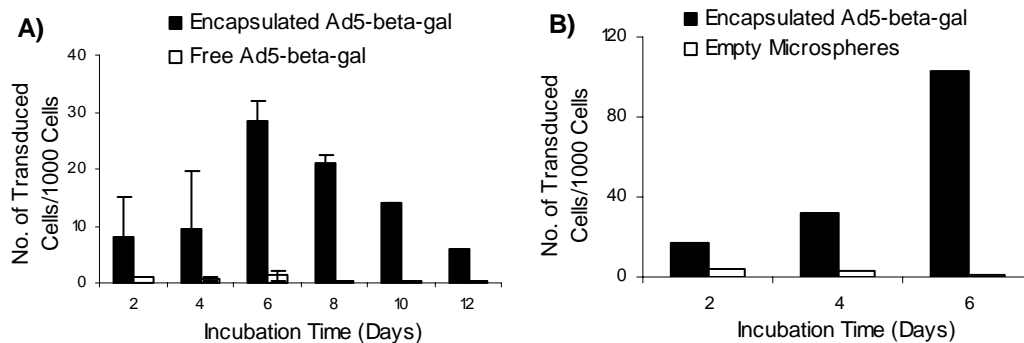 A)
Encapsulated Ad5-beta-gal
Free Ad5-beta-gal
No. of Transduced
Cells/1000 Cells
40
30
20
10
0
2 4 6 8 10 12
Incubation Time (Days)
B)
Encapsulated Ad5-beta-gal
Empty Microspheres
No. of Transduced
Cells/1000 Cells
120
80
40
0
2 4 6
Incubation Time (Days)